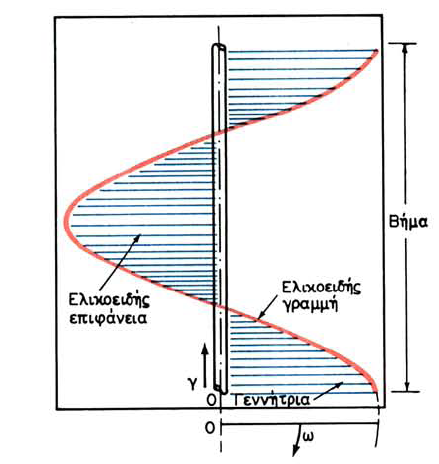 Βήμα
Ελικοειδής
επιφάνεια
Ελικοειδής
γραμμή
γ
Ο
Γεννήτρια
Ο
ω